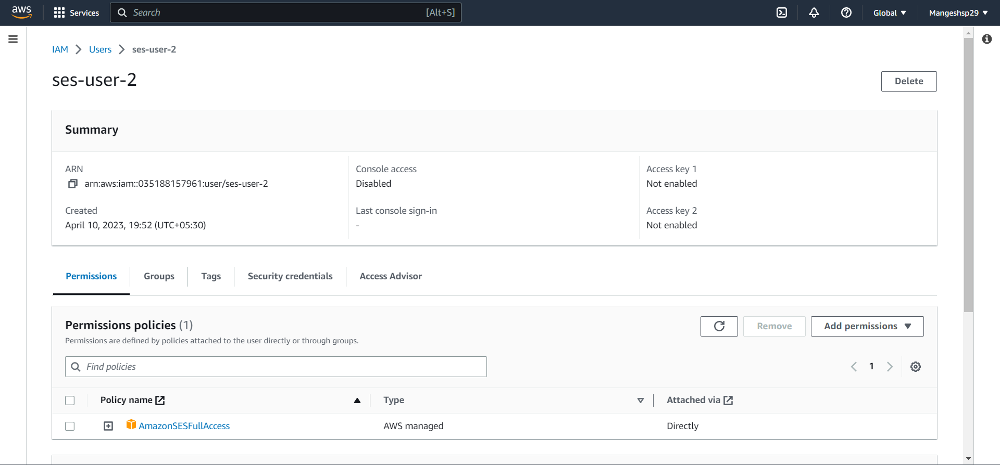 aws Services Search [Alt+S] Global Mangeshsp29
IAM Users ses-user-2
ses-user-2
Delete
Summary
ARN
arn:aws:iam::035188157961:user/ses-user-2
Created
April 10, 2023, 19:52 (UTC+05:30)
Console access
Disabled
Last console sign-in
-
Access key 1
Not enabled
Access key 2
Not enabled
Permissions Groups Tags Security credentials Access Advisor
Permissions policies (1)
Permissions are defined by policies attached to the user directly or through groups.
Remove Add permissions
Find policies
1
Policy name Type Attached via
AmazonSESFullAccess AWS managed Directly